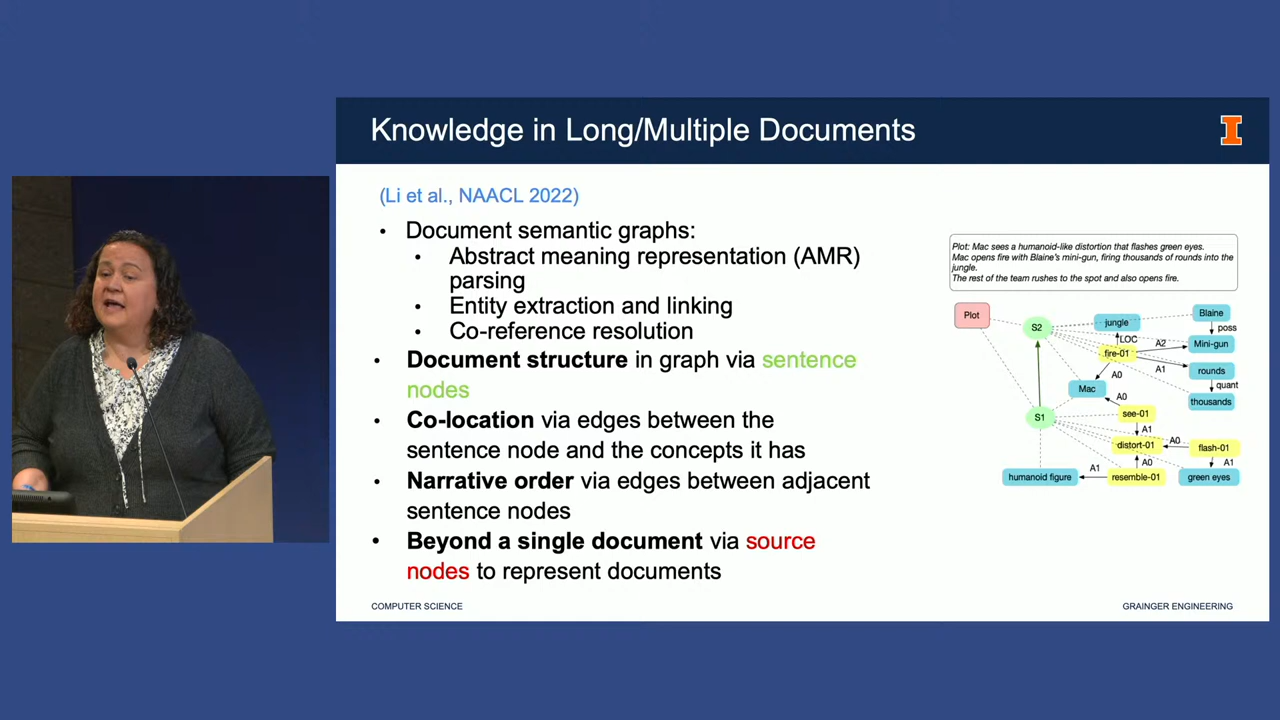 Knowledge in Long/Multiple Documents
I
(Li et al., NAACL 2022)
• Document semantic graphs:
• Abstract meaning representation (AMR)
parsing
• Entity extraction and linking
• Co-reference resolution
• Document structure in graph via sentence
nodes
• Co-location via edges between the
sentence node and the concepts it has
• Narrative order via edges between adjacent
sentence nodes
• Beyond a single document via source
nodes to represent documents
Plot: Mac sees a humanoid-like distortion that flashes green eyes.
Mac opens fire with Blaine's mini-gun, firing thousands of rounds into the
jungle.
The rest of the team rushes to the spot and also opens fire.
Plot
S2
jungle
Blaine
poss
LOC
A2
Mini-gun
fire-01
A0
A1
rounds
quant
Mac
thousands
A0
S1
see-01
A1
distort-01
A0
flash-01
A0
A1
A1
humanoid figure
resemble-01
green eyes
COMPUTER SCIENCE
GRAINGER ENGINEERING